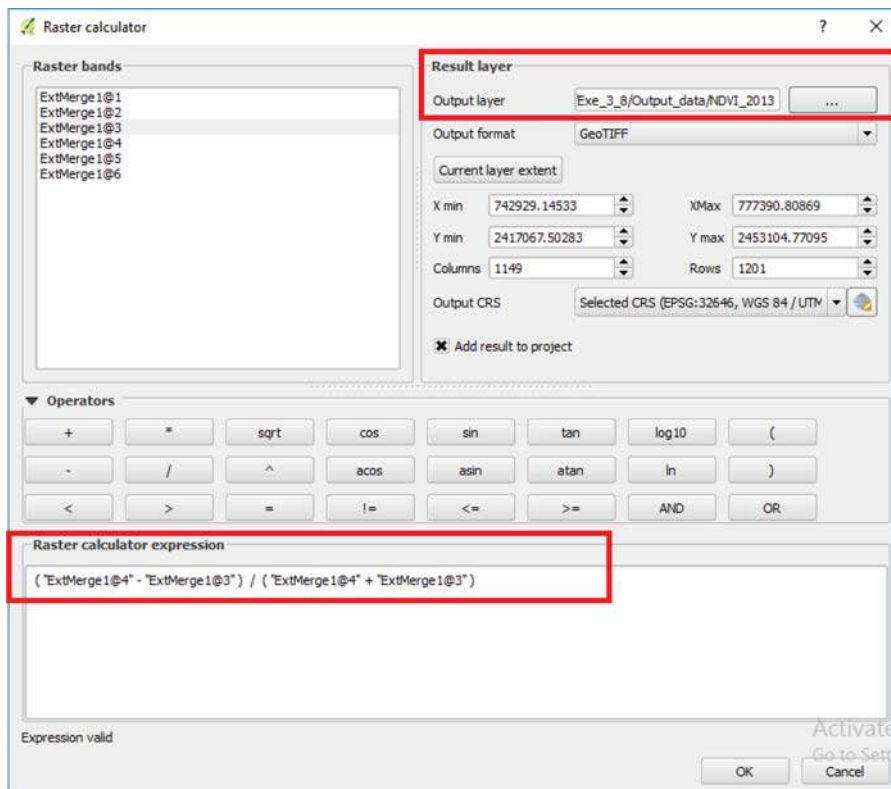 Raster calculator ? ×
Raster bands
ExtMerge1@1
ExtMerge1@2
ExtMerge1@3
ExtMerge1@4
ExtMerge1@5
ExtMerge1@6
Result layer
Output layer Exe_3_8/Output_data/NDVI_2013 ...
Output format GeoTIFF
Current layer extent
X min 742929.14533 XMax 777390.80869
Y min 2417067.50283 Y max 2453104.77095
Columns 1149 Rows 1201
Output CRS Selected CRS (EPSG:32646, WGS 84 / UTM
Add result to project
Operators
+ * sqrt cos sin tan log10 (
- / ^ acos asin atan ln )
< > = != <= >= AND OR
Raster calculator expression
( "ExtMerge1@4" - "ExtMerge1@3" ) / ( "ExtMerge1@4" + "ExtMerge1@3" )
Expression valid
Activate
Go to Sett
OK Cancel